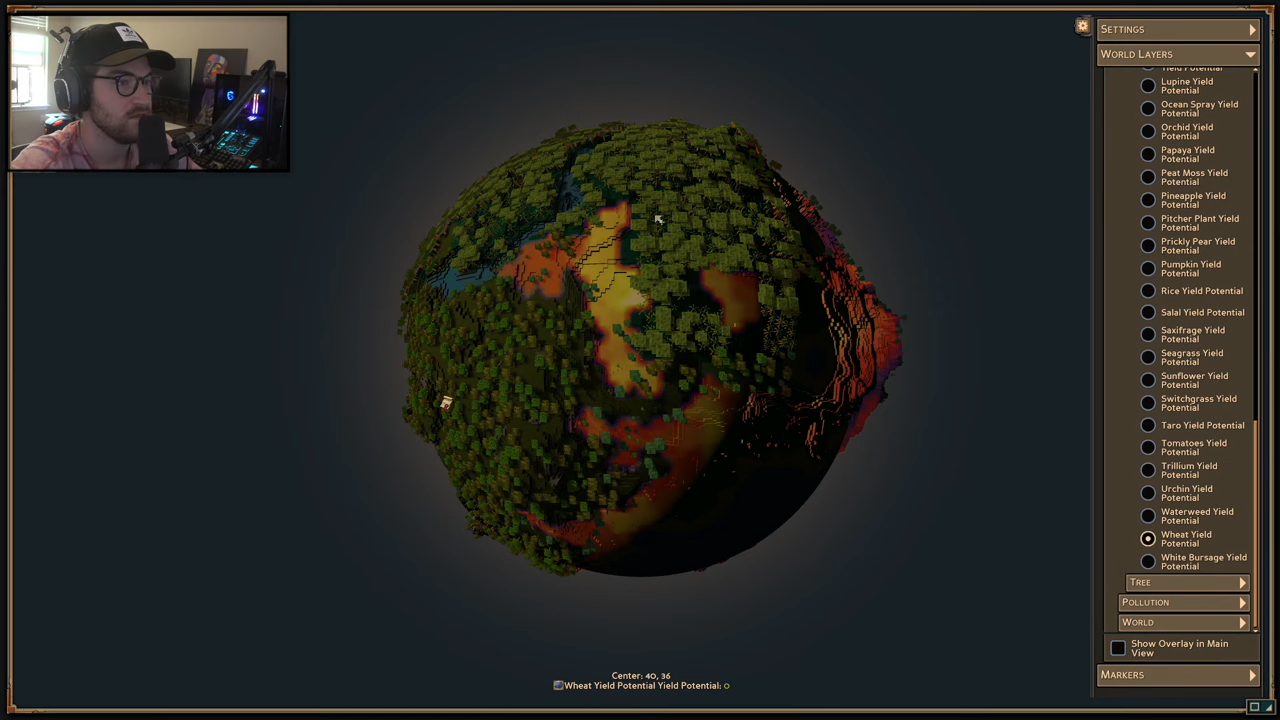 SETTINGS
WORLD LAYERS
Yield Potential
Lupine Yield
Potential
Ocean Spray Yield
Potential
Orchid Yield
Potential
Papaya Yield
Potential
Peat Moss Yield
Potential
Pineapple Yield
Potential
Pitcher Plant Yield
Potential
Prickly Pear Yield
Potential
Pumpkin Yield
Potential
Rice Yield Potential
Salal Yield Potential
Saxifrage Yield
Potential
Seagrass Yield
Potential
Sunflower Yield
Potential
Switchgrass Yield
Potential
Taro Yield Potential
Tomatoes Yield
Potential
Trillium Yield
Potential
Urchin Yield
Potential
Waterweed Yield
Potential
Wheat Yield
Potential
White Bursage Yield
Potential
TREE
POLLUTION
WORLD
Show Overlay in Main
View
MARKERS
Center: 40, 36
Wheat Yield Potential Yield Potential: 0